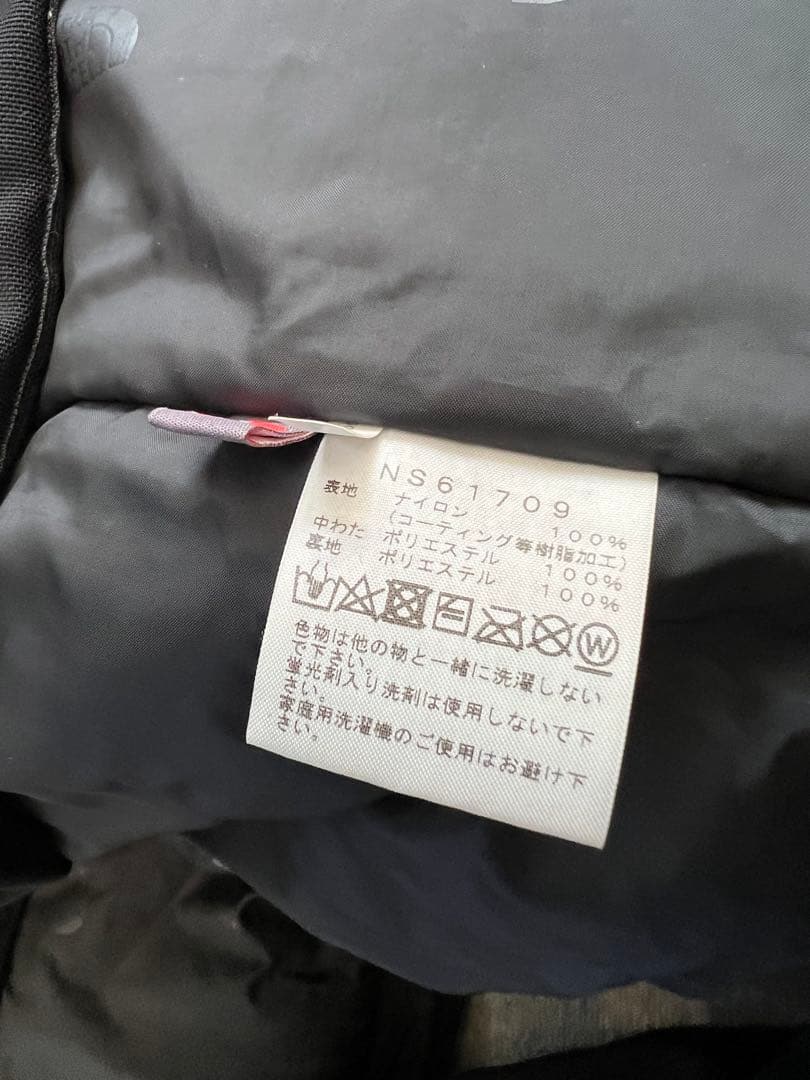 NS61709
表地 ナイロン 100%
(コーティング等樹脂加工)
中わた ポリエステル 100%
裏地 ポリエステル 100%
W
色物は他の物と一緒に洗濯しない
で下さい。
蛍光剤入り洗剤は使用しないで下
さい。
家庭用洗濯機のご使用はお避け下
さい。